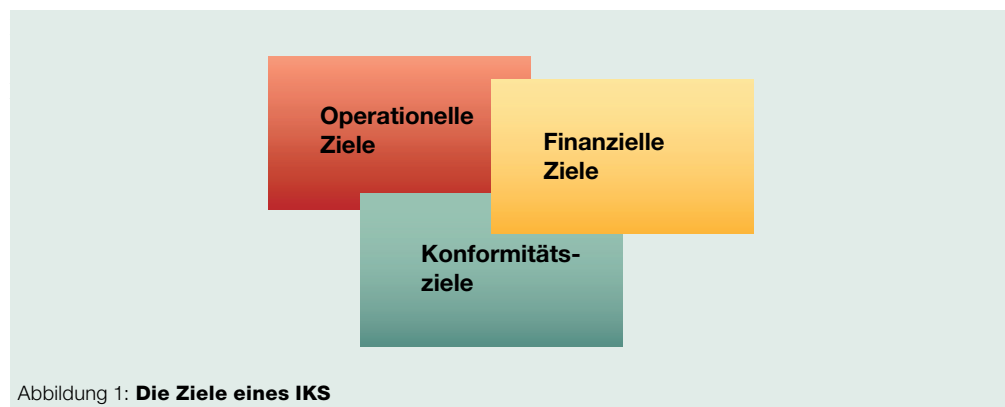 Operationelle
Ziele
Finanzielle
Ziele
Konformitäts-
ziele
Abbildung 1: Die Ziele eines IKS